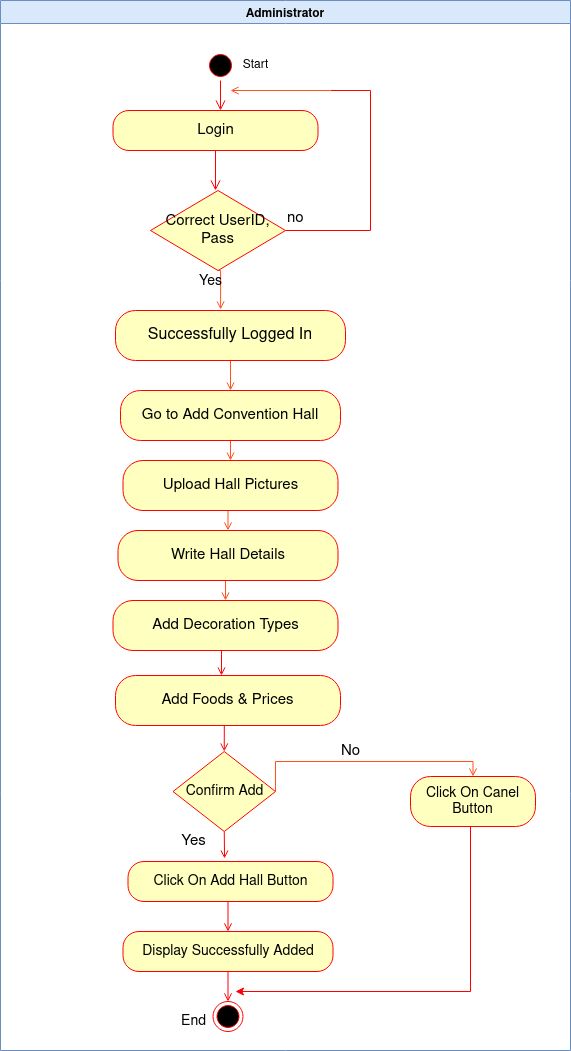 Administrator
Start
Login
Correct UserID,
Pass
no
Yes
Successfully Logged In
Go to Add Convention Hall
Upload Hall Pictures
Write Hall Details
Add Decoration Types
Add Foods & Prices
No
Confirm Add
Click On Canel
Button
Yes
Click On Add Hall Button
Display Successfully Added
End